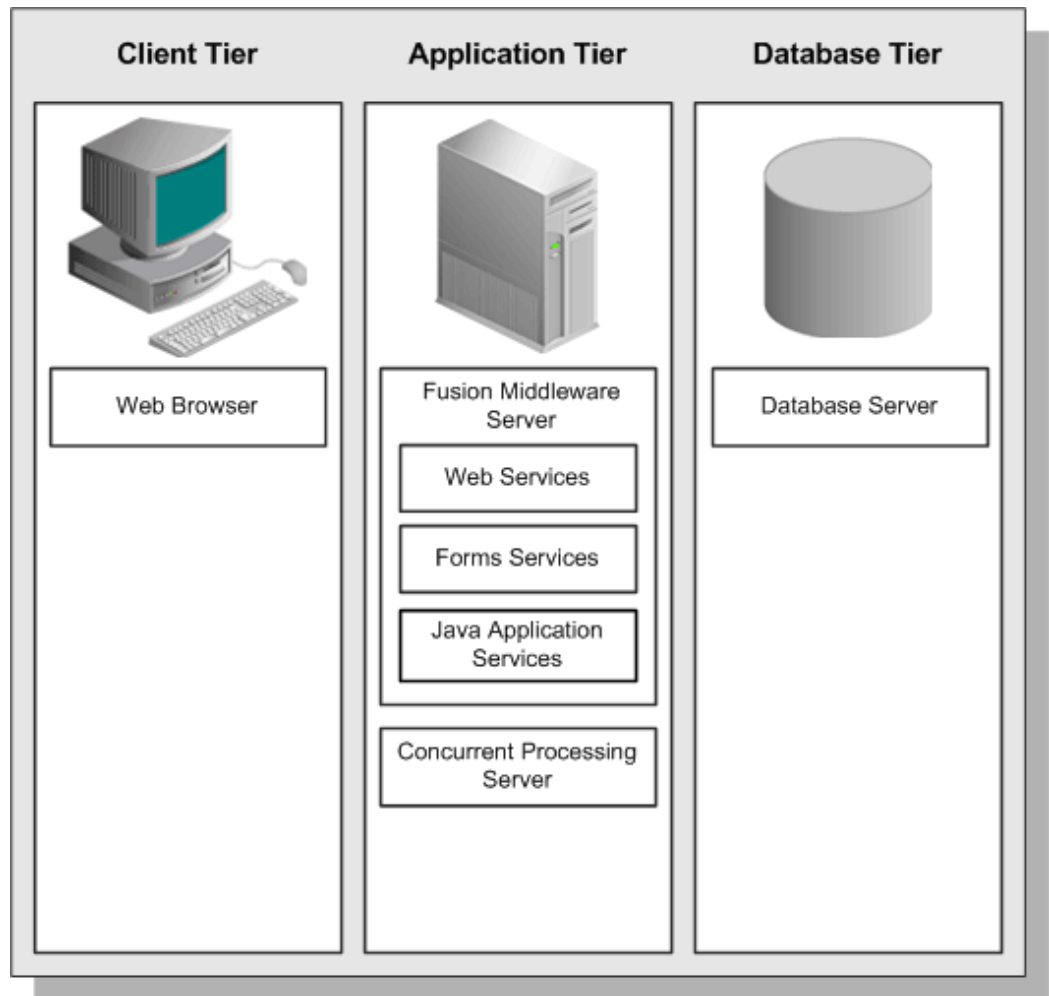 Client Tier
Application Tier
Database Tier
Web Browser
Fusion Middleware
Server
Web Services
Forms Services
Java Application
Services
Concurrent Processing
Server
Database Server